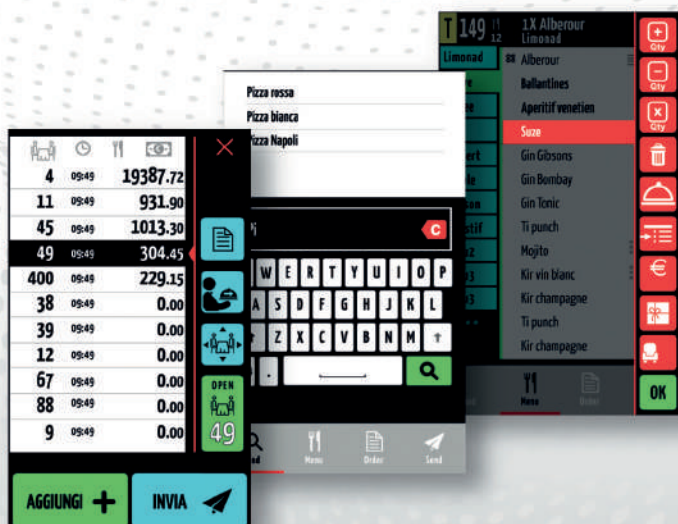 4 09:49 19387.72
11 09:49 931.90
45 09:49 1013.30
49 09:49 304.45
400 09:49 229.15
38 09:49 0.00
39 09:49 0.00
12 09:49 0.00
67 09:49 0.00
88 09:49 0.00
9 09:49 0.00
OPEN
49
AGGIUNGI +
INVIA
Pizza rossa
Pizza bianca
Pizza Napoli
C
W E R T Y U I O P
A S D F G H J K L
Z X C V B N M
.
Menu
Order
Send
T 149 12
1X Alberour
Limonad
Limonad
88 Alberour
Ballantines
Aperitif venetien
Suze
Gin Gibsons
Gin Bombay
Gin Tonic
Ti punch
Mojito
Kir vin blanc
Kir champagne
Ti punch
Kir champagne
Menu
Order
+ Qty
- Qty
x Qty
€
OK